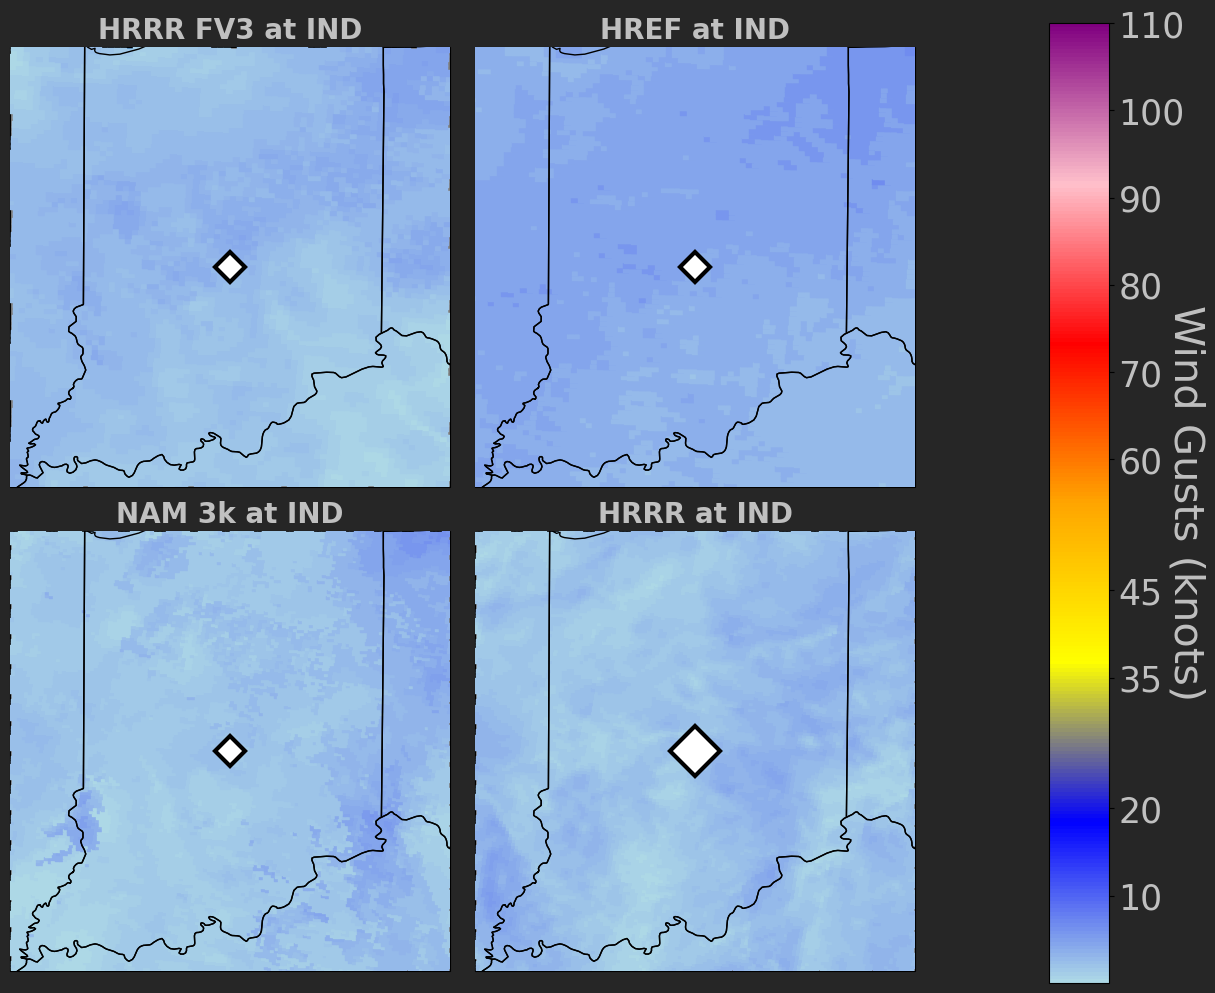 HRRR FV3 at IND
HREF at IND
NAM 3k at IND
HRRR at IND
110
100
90
80
70
60
45
35
20
10
Wind Gusts (knots)